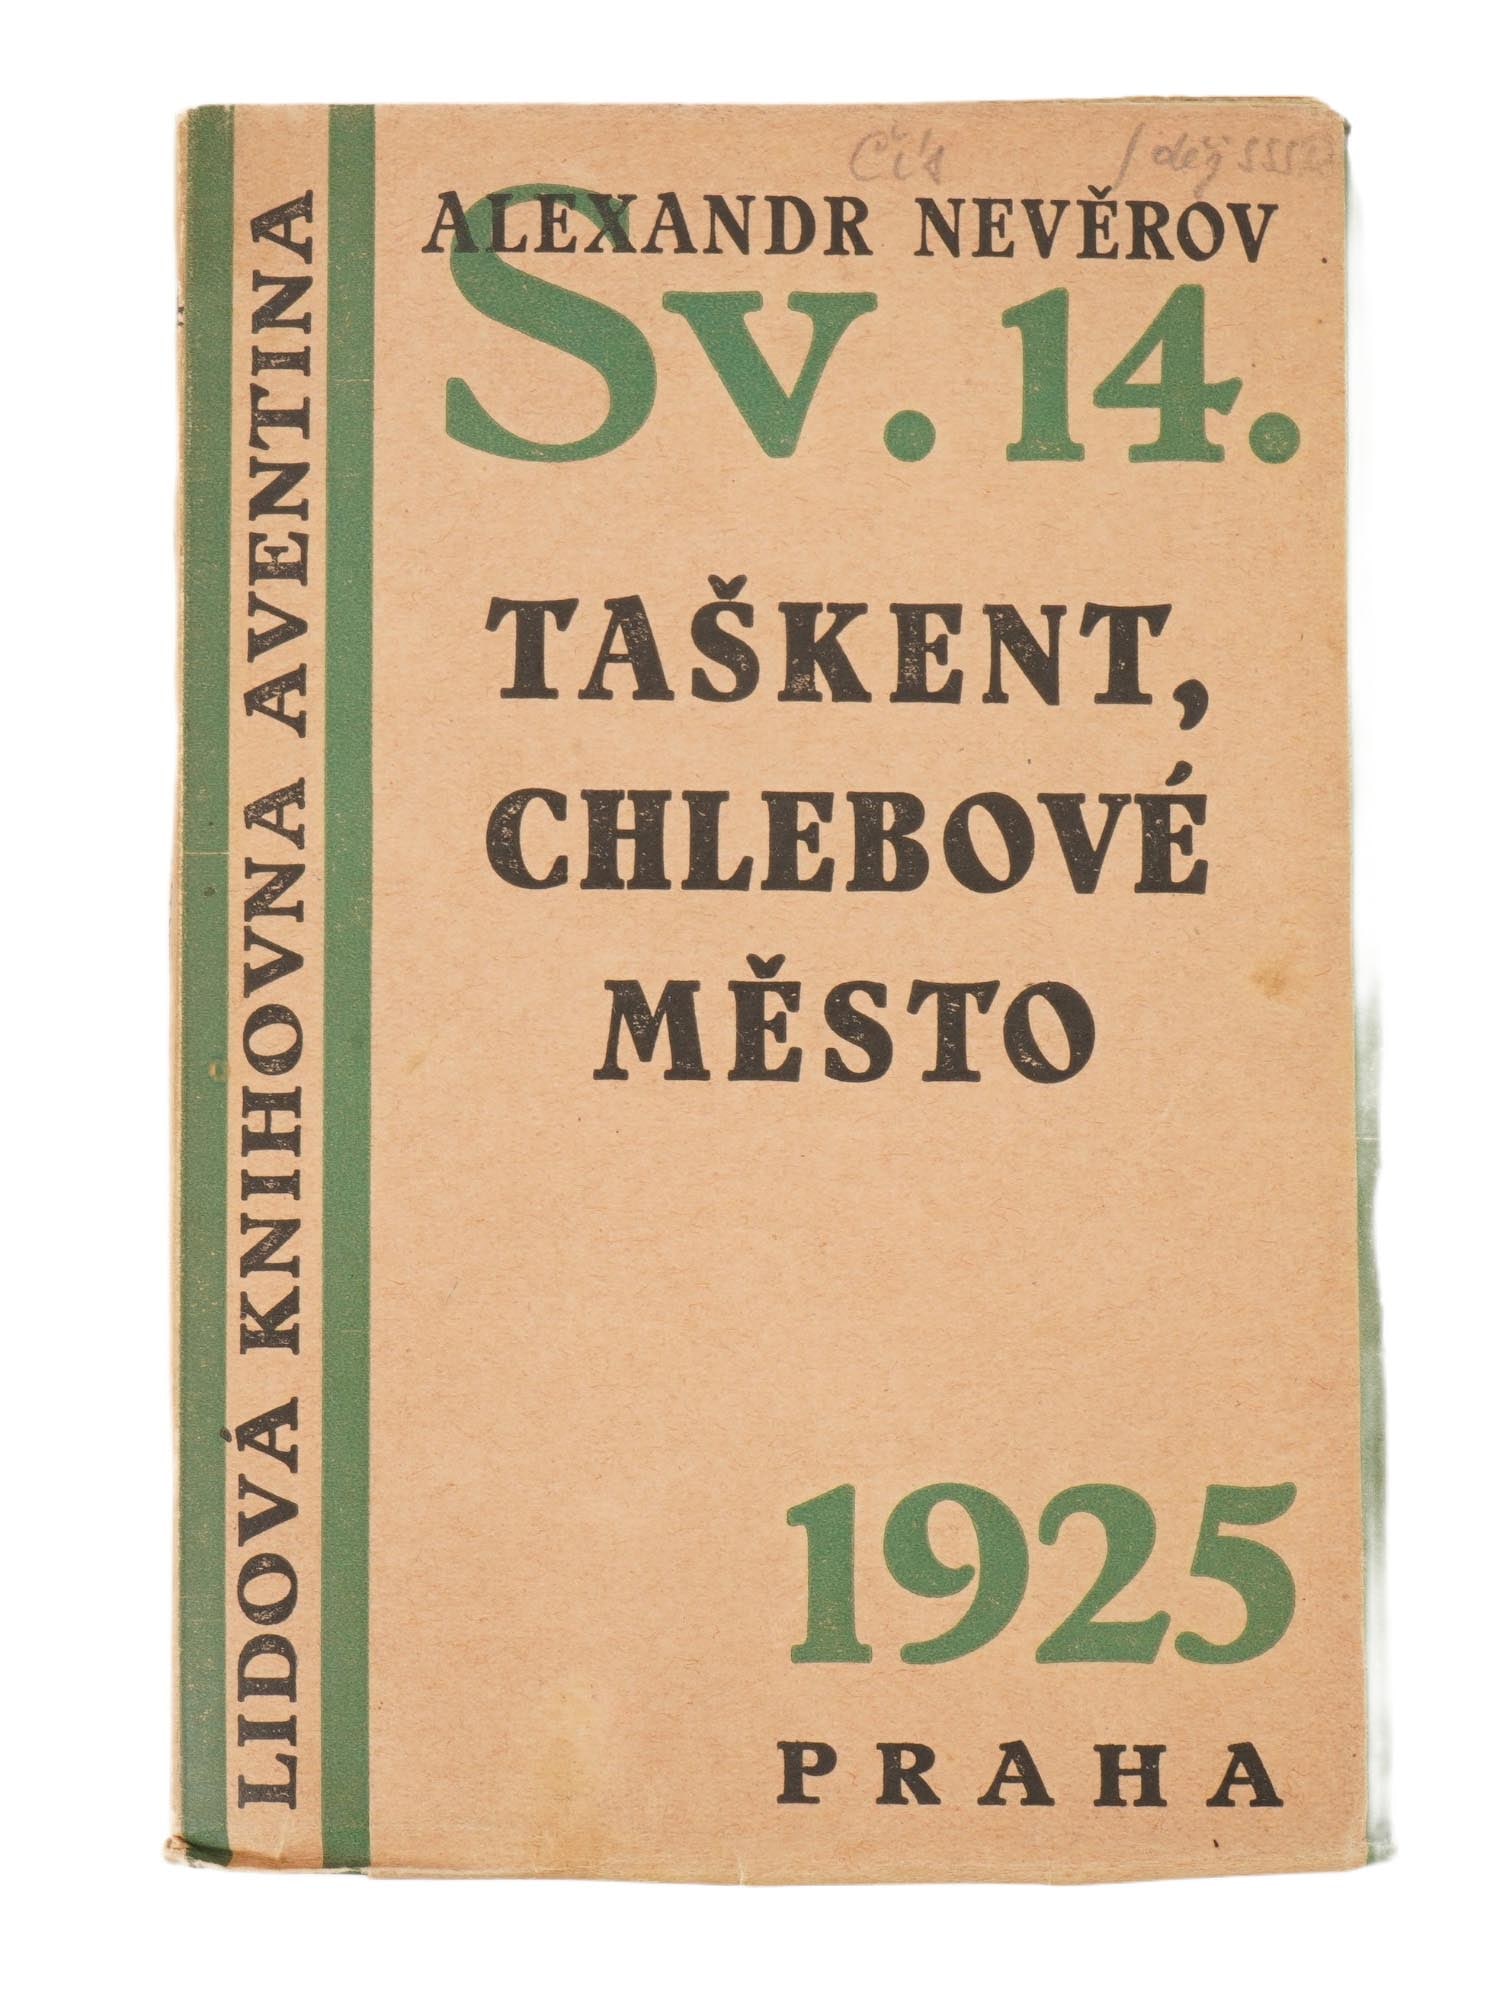 ALEXANDR NEVĚROV
Sv. 14.
TAŠKENT,
CHLEBOVÉ
MĚSTO
1925
PRAHA
LIDOVÁ KNIHOVNA AVENTINA